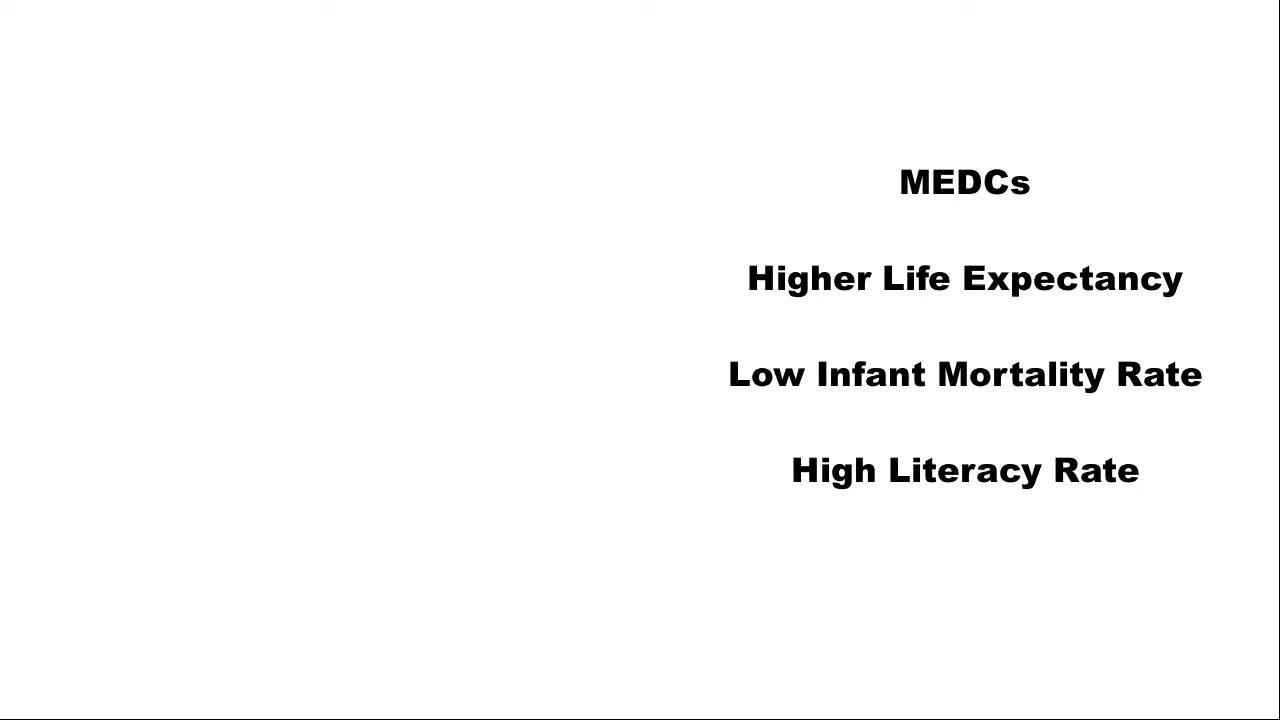 MEDCs
Higher Life Expectancy
Low Infant Mortality Rate
High Literacy Rate